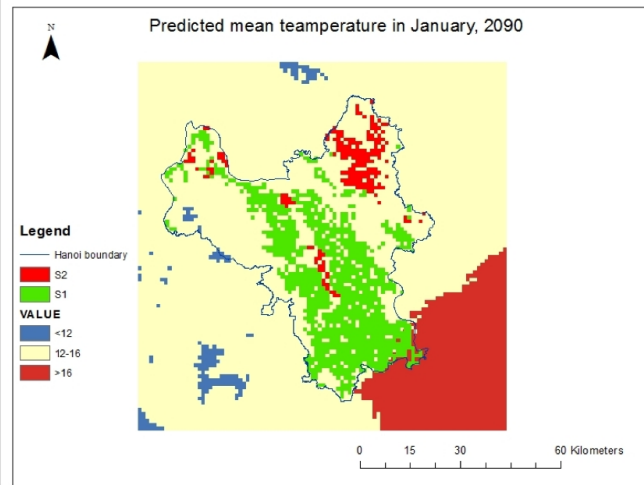 Predicted mean teamperature in January, 2090
N
Legend
Hanoi boundary
S2
S1
VALUE
<12
12-16
>16
0 15 30 60 Kilometers